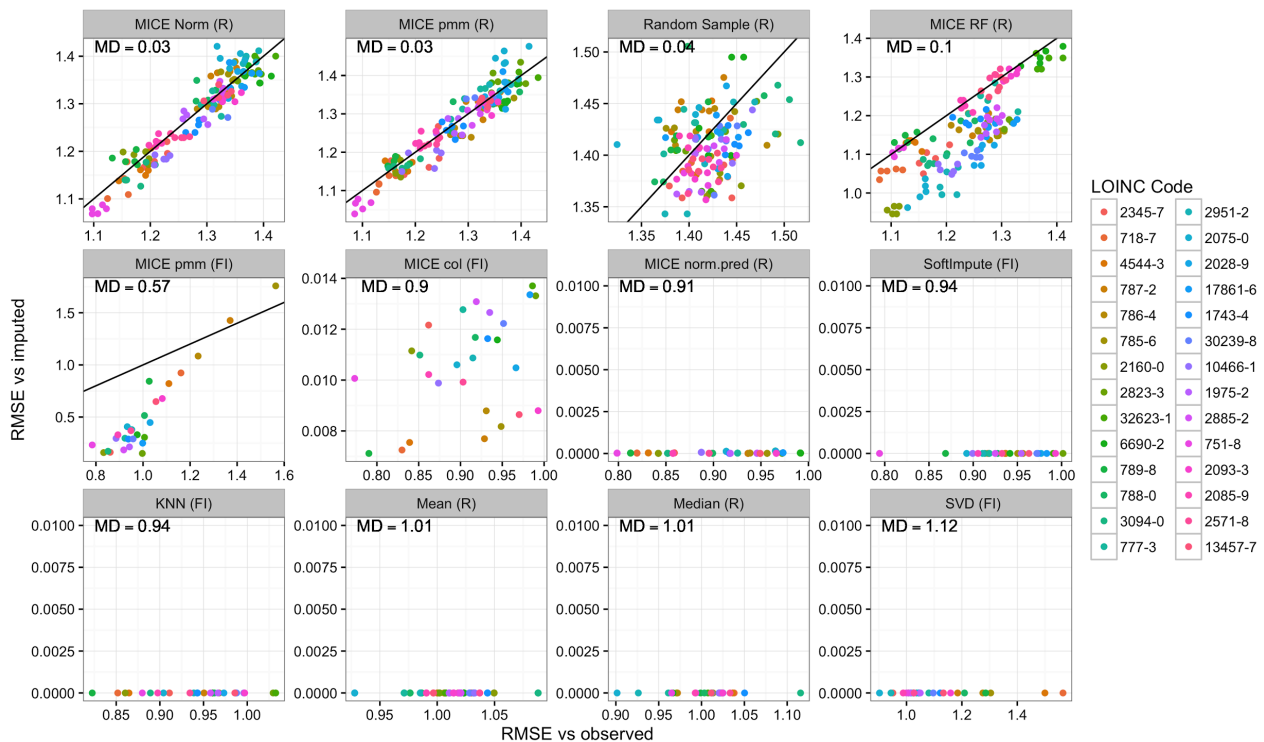 MICE Norm (R) MICE pmm (R) Random Sample (R) MICE RF (R)
MD = 0.03 MD = 0.03 MD = 0.04 MD = 0.1
1.4 1.3 1.2 1.1
1.4 1.3 1.2 1.1
1.50 1.45 1.40 1.35
1.4 1.3 1.2 1.1 1.0
1.1 1.2 1.3 1.4
1.1 1.2 1.3 1.4
1.35 1.40 1.45 1.50
1.1 1.2 1.3 1.4
MICE pmm (FI) MICE col (FI) MICE norm.pred (R) SoftImpute (FI)
MD = 0.57 MD = 0.9 MD = 0.91 MD = 0.94
1.5 1.0 0.5
0.014 0.012 0.010 0.008
0.0100 0.0075 0.0050 0.0025 0.0000
0.0100 0.0075 0.0050 0.0025 0.0000
0.8 1.0 1.2 1.4 1.6
0.80 0.85 0.90 0.95 1.00
0.80 0.85 0.90 0.95 1.00
0.80 0.85 0.90 0.95 1.00
KNN (FI) Mean (R) Median (R) SVD (FI)
MD = 0.94 MD = 1.01 MD = 1.01 MD = 1.12
0.0100 0.0075 0.0050 0.0025 0.0000
0.0100 0.0075 0.0050 0.0025 0.0000
0.0100 0.0075 0.0050 0.0025 0.0000
0.0100 0.0075 0.0050 0.0025 0.0000
0.85 0.90 0.95 1.00
0.95 1.00 1.05
0.90 0.95 1.00 1.05 1.10
1.0 1.2 1.4
RMSE vs imputed
RMSE vs observed
LOINC Code
2345-7 2951-2
718-7 2075-0
4544-3 2028-9
787-2 17861-6
786-4 1743-4
785-6 30239-8
2160-0 10466-1
2823-3 1975-2
32623-1 2885-2
6690-2 751-8
789-8 2093-3
788-0 2085-9
3094-0 2571-8
777-3 13457-7